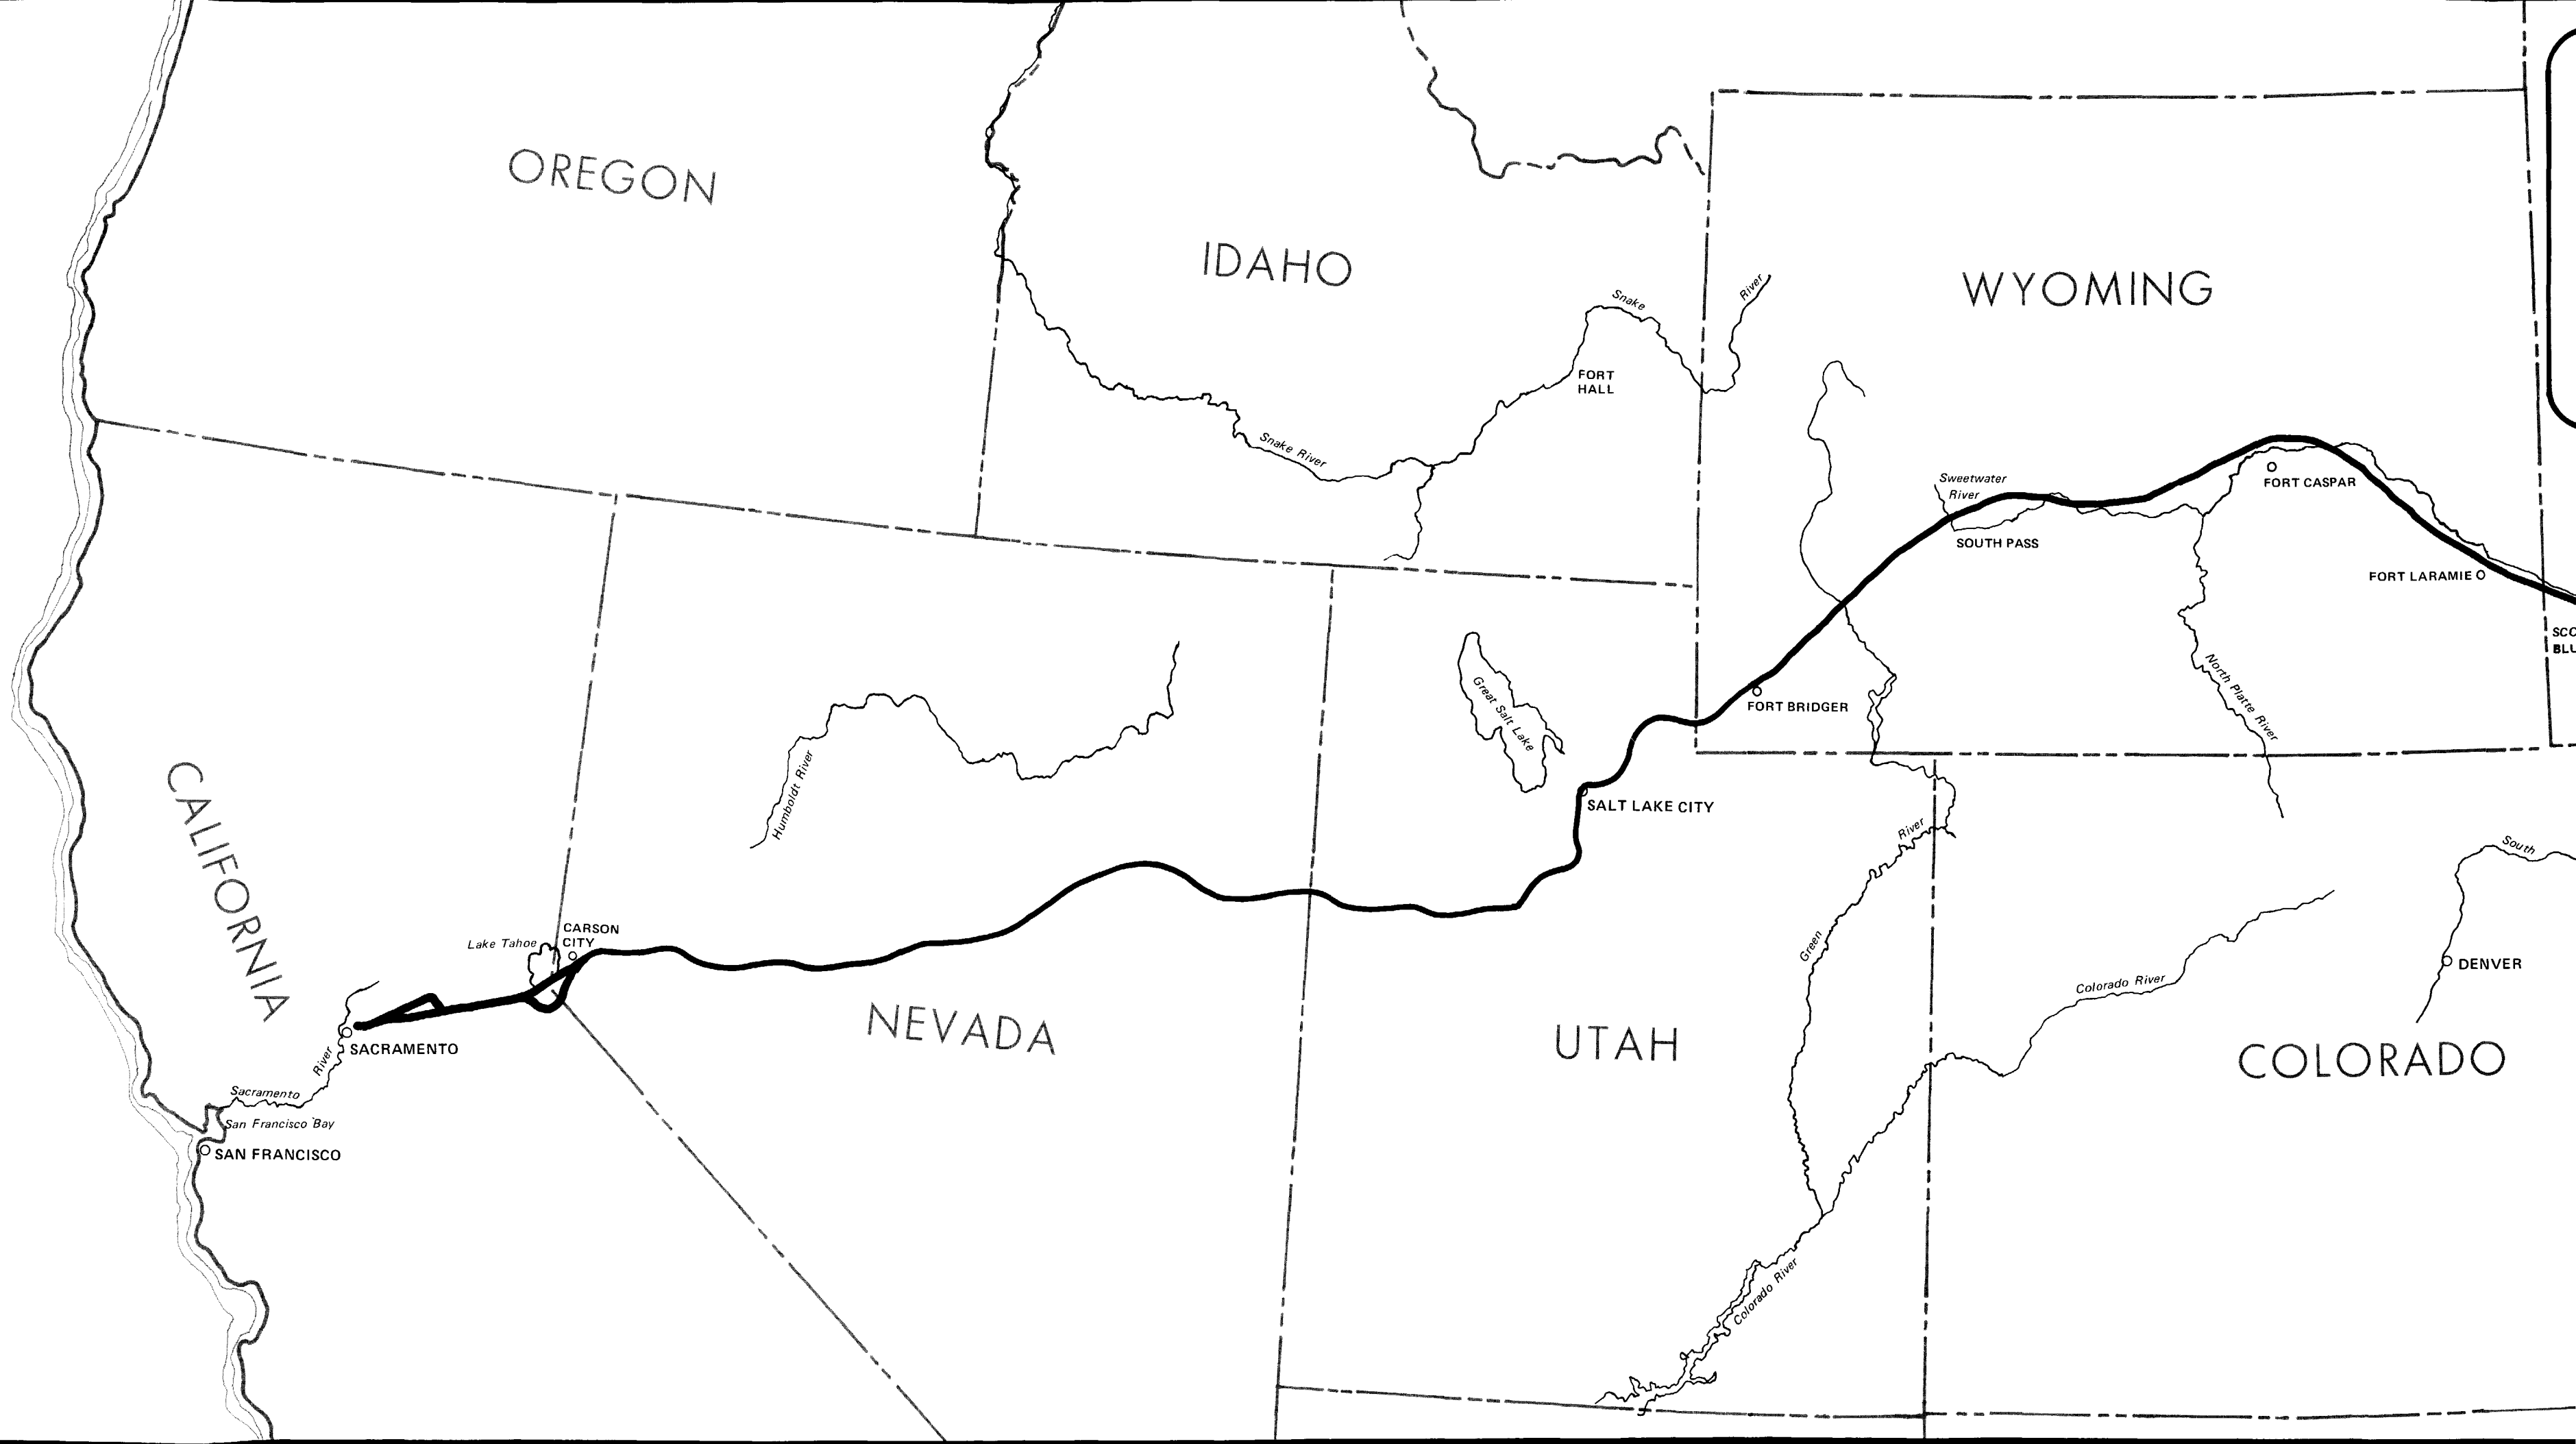 OREGON
IDAHO
WYOMING
Snake
River
FORT
HALL
Snake River
Sweetwater
River
SOUTH PASS
FORT CASPAR
FORT LARAMIE
SCO
BLU
North Platte River
FORT BRIDGER
Great Salt Lake
SALT LAKE CITY
Humboldt River
CALIFORNIA
River
Green
South
DENVER
Colorado River
CARSON
CITY
Lake Tahoe
NEVADA
UTAH
COLORADO
SACRAMENTO
River
Sacramento
San Francisco Bay
SAN FRANCISCO
Colorado River